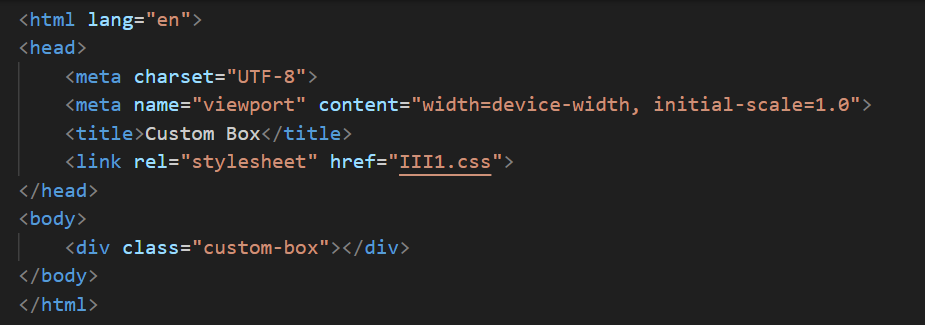 <html lang="en">
<head>
    <meta charset="UTF-8">
    <meta name="viewport" content="width=device-width, initial-scale=1.0">
    <title>Custom Box</title>
    <link rel="stylesheet" href="III1.css">
</head>
<body>
    <div class="custom-box"></div>
</body>
</html>